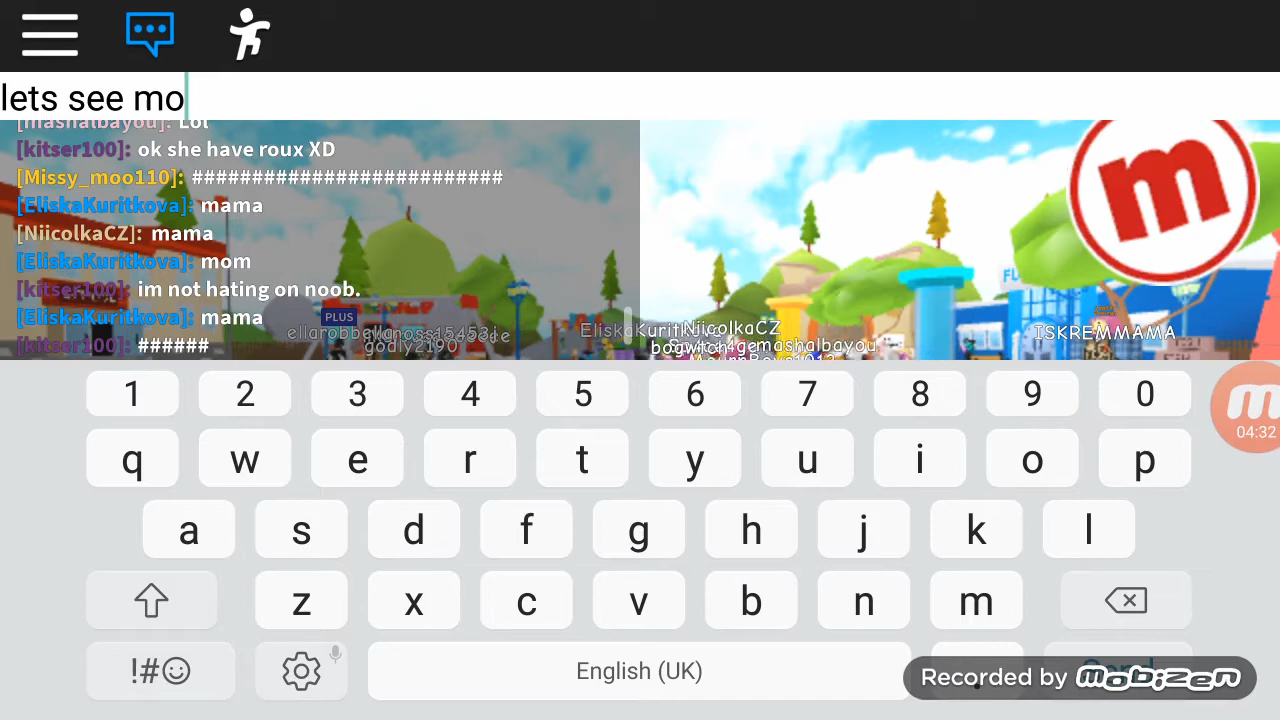 lets see mo
[mashalbayou]: Lol
[kitser100]: ok she have roux XD
[Missy_moo110]: ##########################
[EliskaKuritkova]: mama
[NiicolkaCZ]: mama
[EliskaKuritkova]: mom
[kitser100]: im not hating on noob.
[EliskaKuritkova]: mama
[kitser100]: ######
PLUS
godly2190
NiicolkaCZ
mashalbayou
ISKREMMAMA
m
04:32
1 2 3 4 5 6 7 8 9 0
q w e r t y u i o p
a s d f g h j k l
z x c v b n m
!#☺
English (UK)
Recorded by mobizen